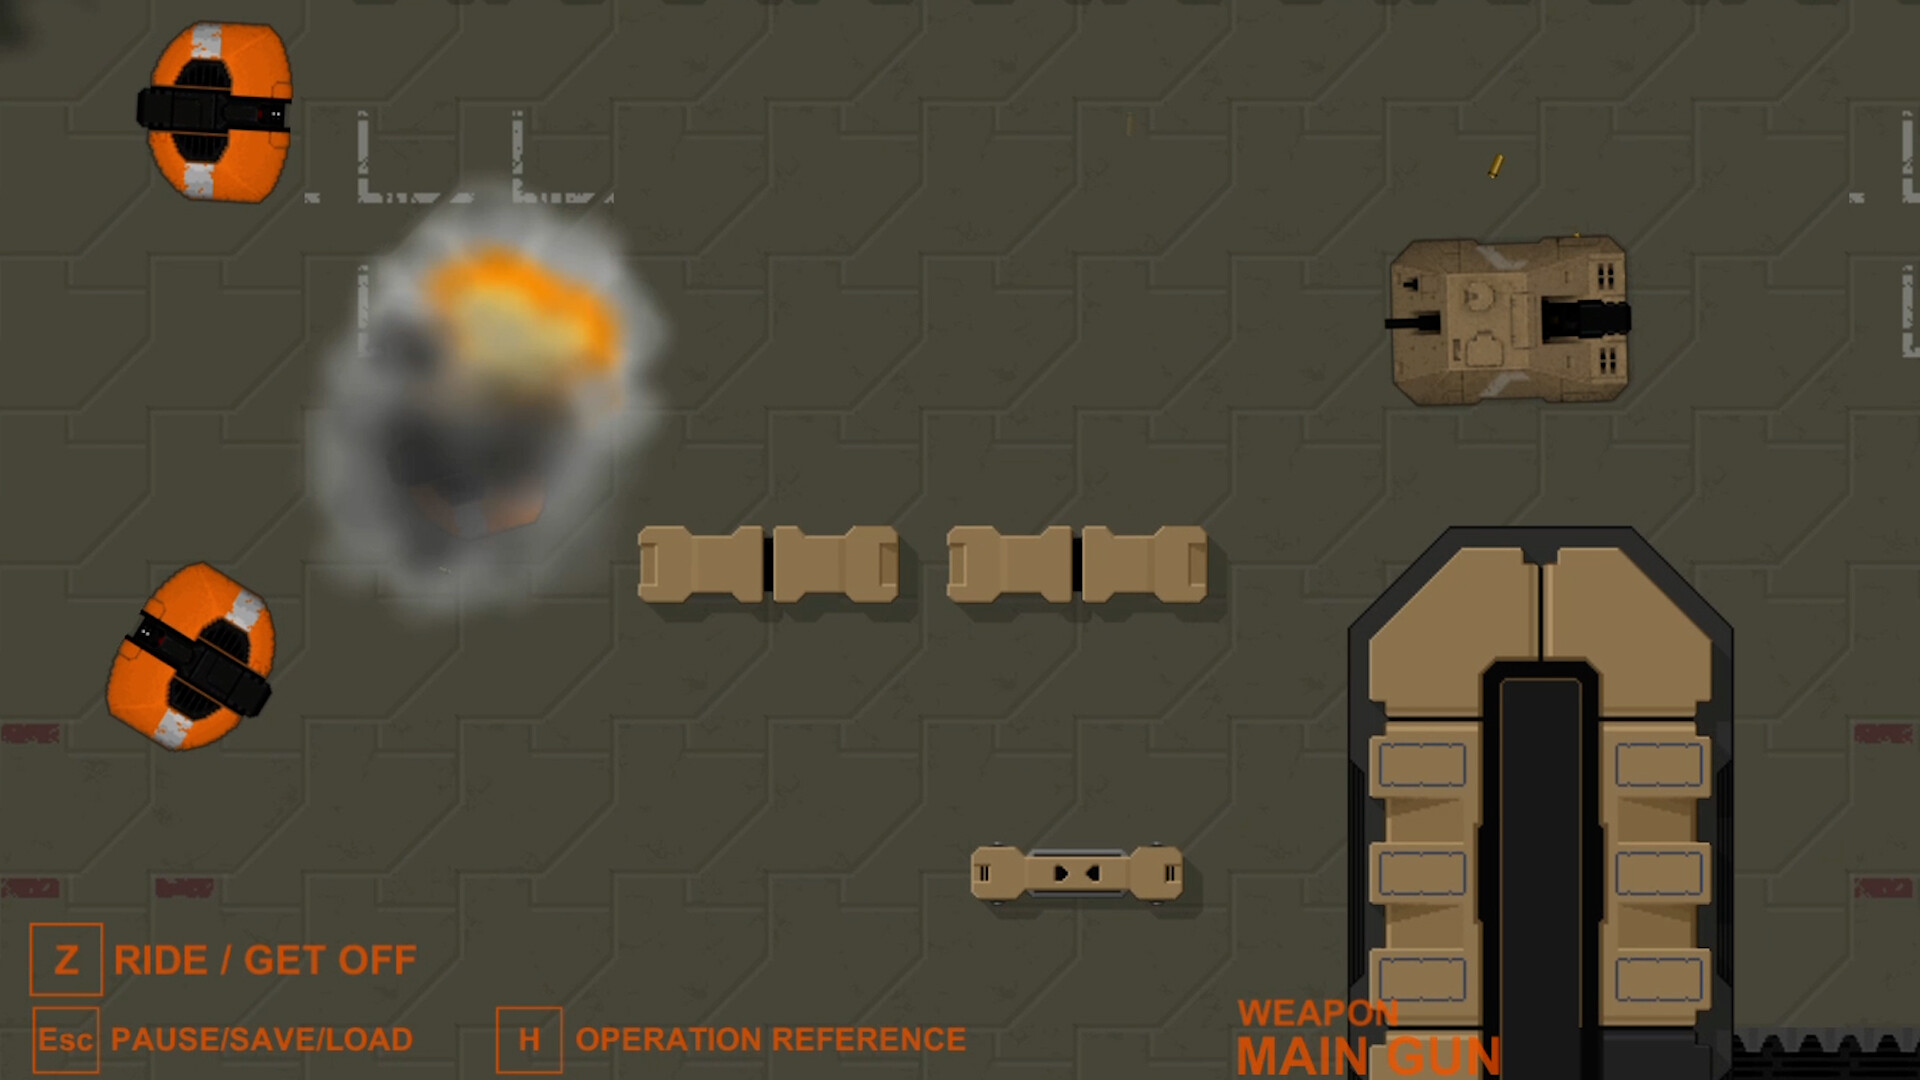 Z RIDE / GET OFF
Esc PAUSE/SAVE/LOAD
H OPERATION REFERENCE
WEAPON
MAIN GUN